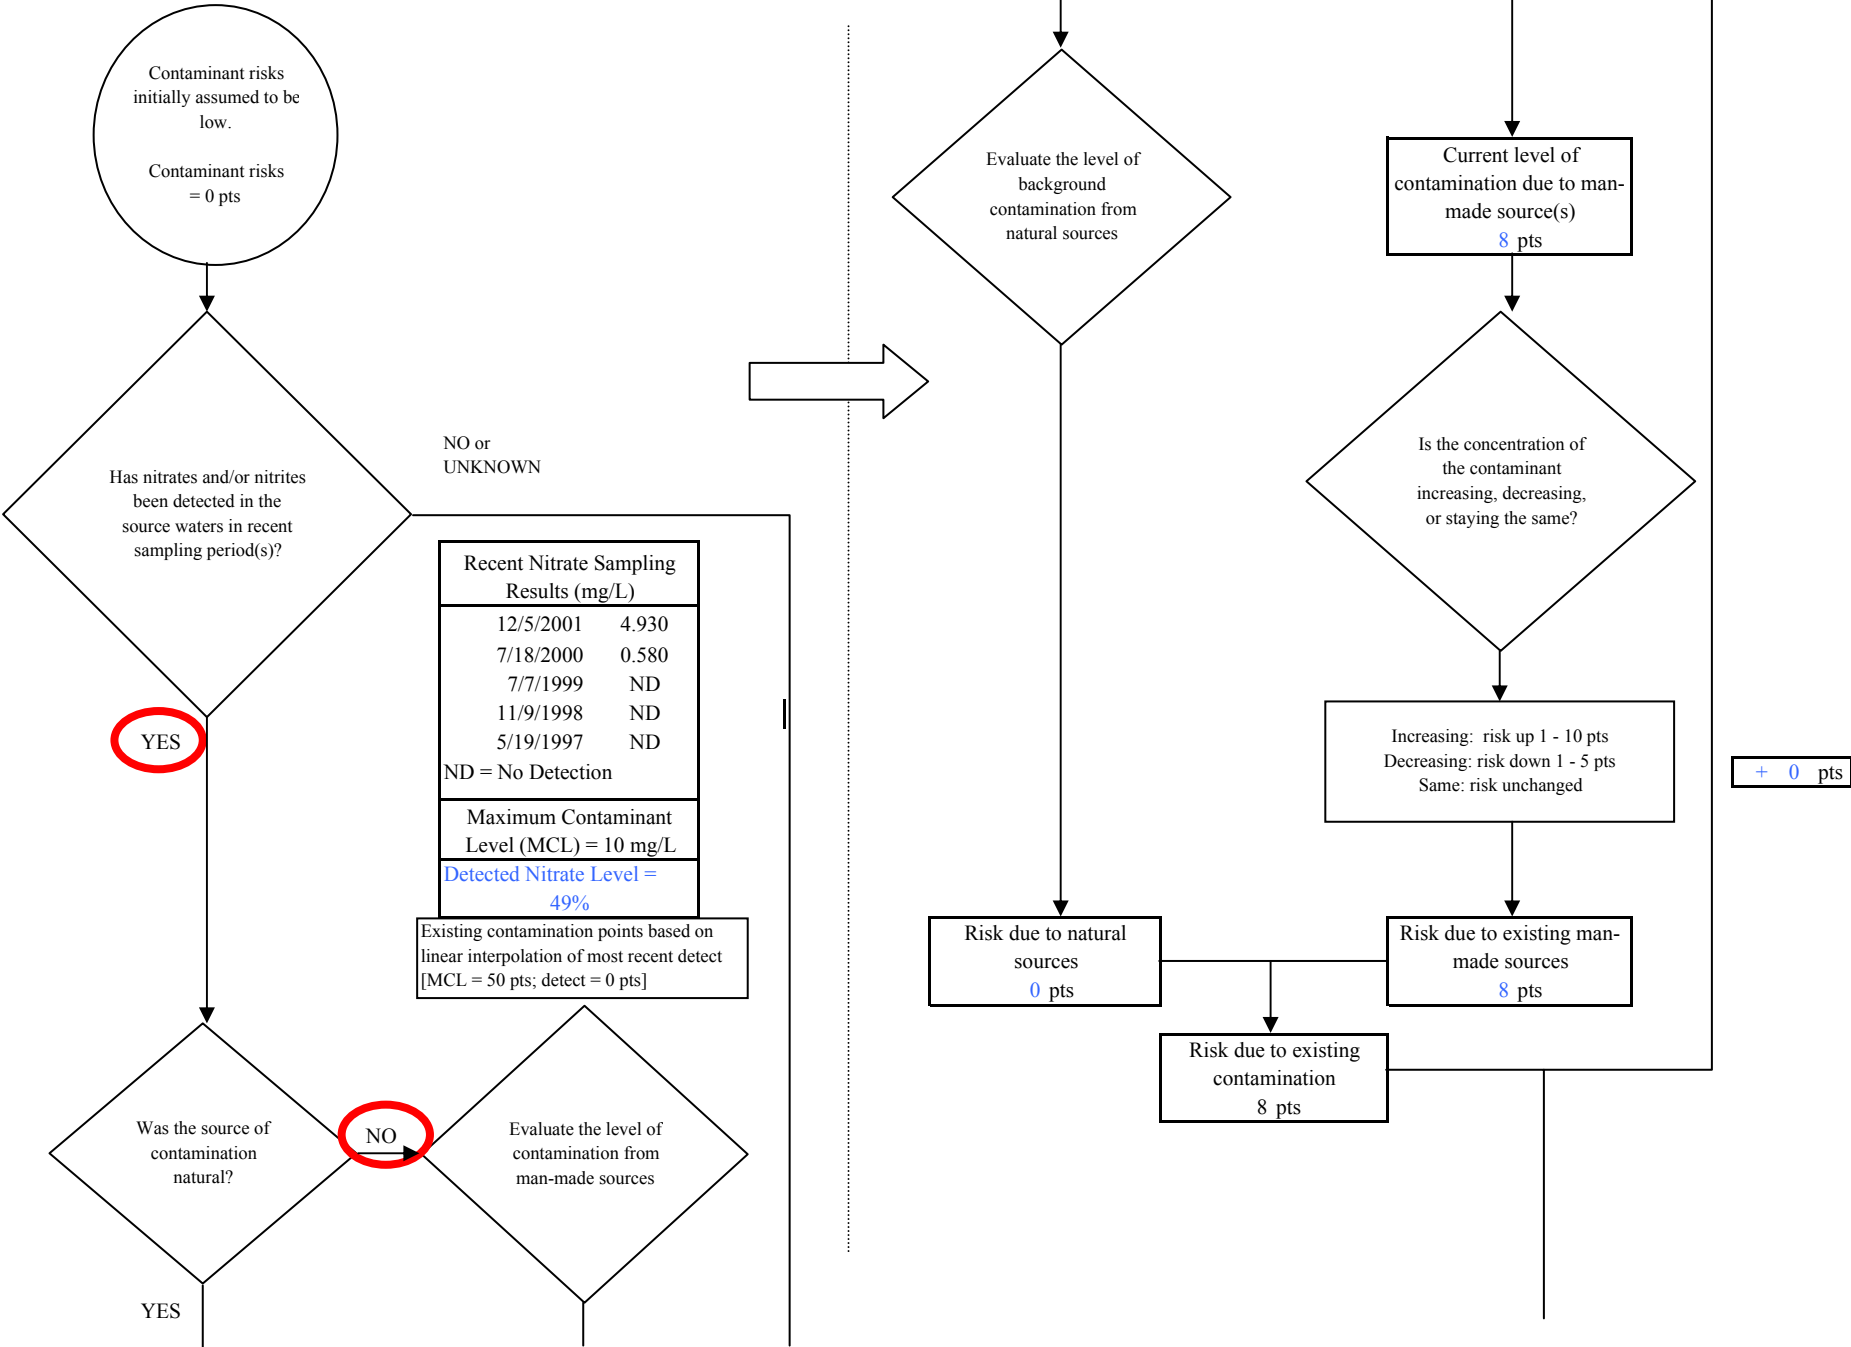 Contaminant risks
initially assumed to be
low.
Contaminant risks
= 0 pts
Has nitrates and/or nitrites
been detected in the
source waters in recent
sampling period(s)?
NO or
UNKNOWN
YES
Recent Nitrate Sampling
Results (mg/L)
12/5/2001 4.930
7/18/2000 0.580
7/7/1999 ND
11/9/1998 ND
5/19/1997 ND
ND = No Detection
Maximum Contaminant
Level (MCL) = 10 mg/L
Detected Nitrate Level =
49%
Existing contamination points based on
linear interpolation of most recent detect
[MCL = 50 pts; detect = 0 pts]
Was the source of
contamination
natural?
NO
Evaluate the level of
contamination from
man-made sources
YES
Evaluate the level of
background
contamination from
natural sources
Current level of
contamination due to man-
made source(s)
8 pts
Is the concentration of
the contaminant
increasing, decreasing,
or staying the same?
Increasing: risk up 1 - 10 pts
Decreasing: risk down 1 - 5 pts
Same: risk unchanged
+ 0 pts
Risk due to natural
sources
0 pts
Risk due to existing man-
made sources
8 pts
Risk due to existing
contamination
8 pts